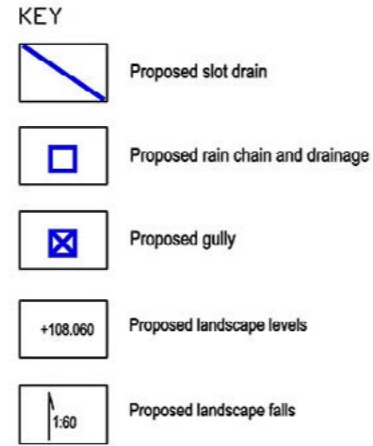 KEY
Proposed slot drain
Proposed rain chain and drainage
Proposed gully
+108.060 Proposed landscape levels
1:60 Proposed landscape falls